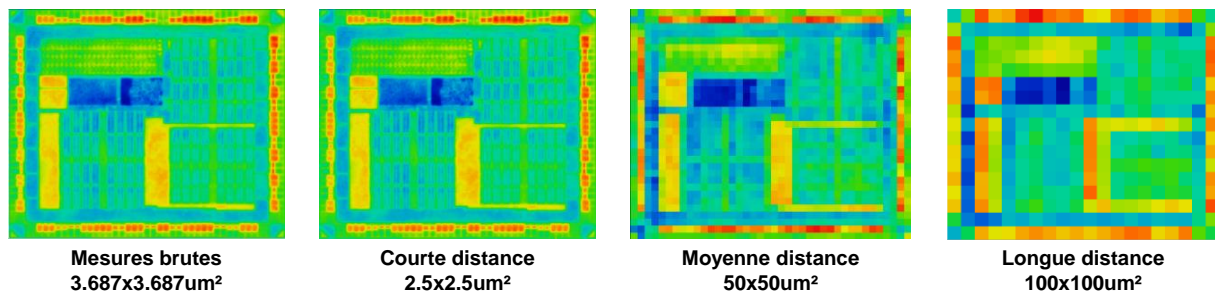 Mesures brutes
3.687x3.687um²
Courte distance
2.5x2.5um²
Moyenne distance
50x50um²
Longue distance
100x100um²